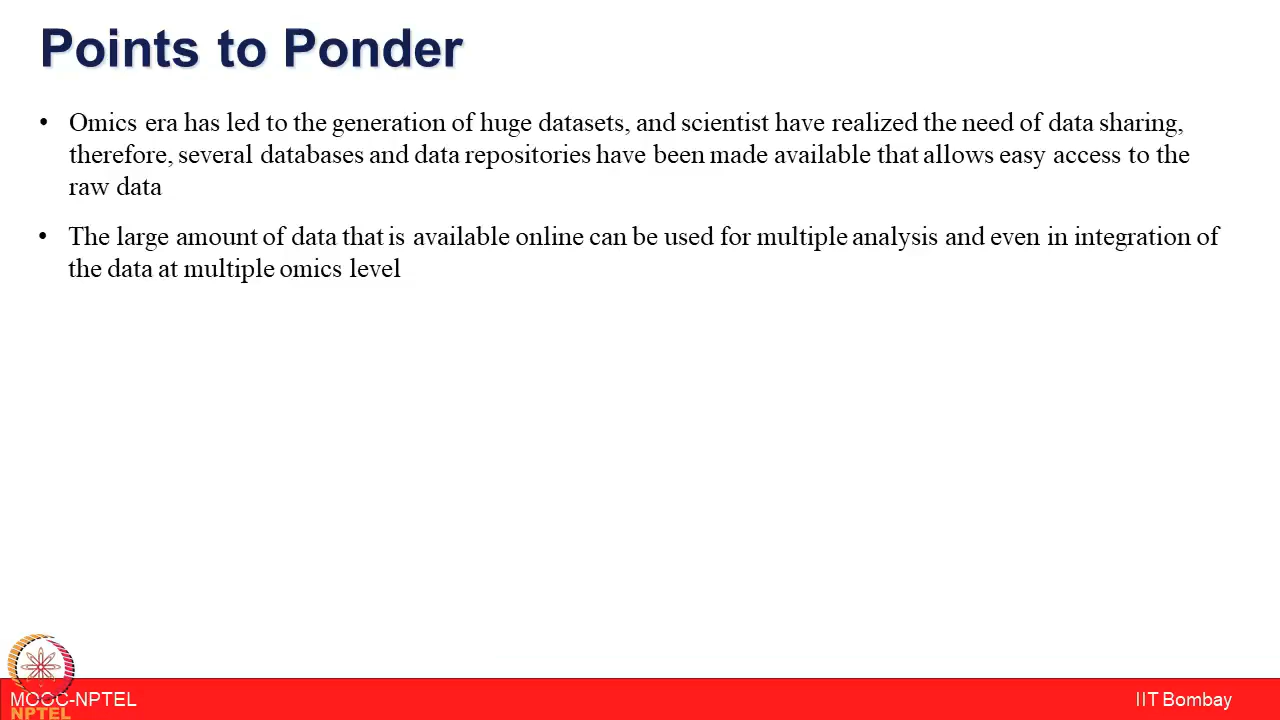 Points to Ponder
• Omics era has led to the generation of huge datasets, and scientist have realized the need of data sharing,
therefore, several databases and data repositories have been made available that allows easy access to the
raw data
• The large amount of data that is available online can be used for multiple analysis and even in integration of
the data at multiple omics level
MOOC-NPTEL
IIT Bombay
NPTEL